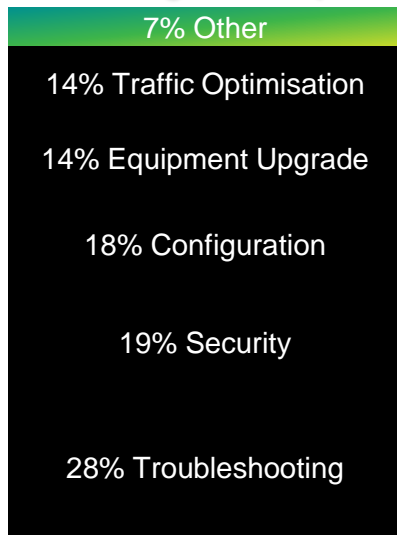 7% Other
14% Traffic Optimisation
14% Equipment Upgrade
18% Configuration
19% Security
28% Troubleshooting